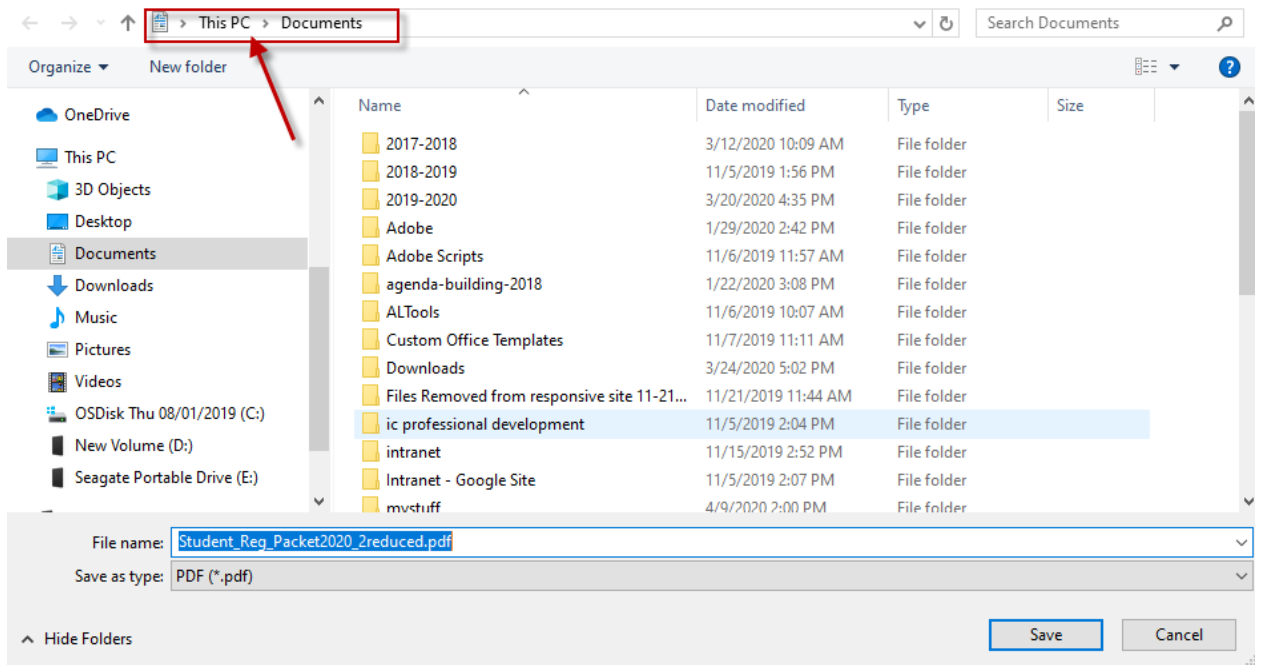 This PC > Documents
Search Documents
Organize
New folder
?
OneDrive
This PC
3D Objects
Desktop
Documents
Downloads
Music
Pictures
Videos
OSDisk Thu 08/01/2019 (C:)
New Volume (D:)
Seagate Portable Drive (E:)
Name Date modified Type Size
2017-2018 3/12/2020 10:09 AM File folder
2018-2019 11/5/2019 1:56 PM File folder
2019-2020 3/20/2020 4:35 PM File folder
Adobe 1/29/2020 2:42 PM File folder
Adobe Scripts 11/6/2019 11:57 AM File folder
agenda-building-2018 1/22/2020 3:08 PM File folder
ALTools 11/6/2019 10:07 AM File folder
Custom Office Templates 11/7/2019 11:11 AM File folder
Downloads 3/24/2020 5:02 PM File folder
Files Removed from responsive site 11-21... 11/21/2019 11:44 AM File folder
ic professional development 11/5/2019 2:04 PM File folder
intranet 11/15/2019 2:52 PM File folder
Intranet - Google Site 11/5/2019 2:07 PM File folder
mystuff 4/9/2020 2:00 PM File folder
File name: Student_Reg_Packet2020_2reduced.pdf
Save as type: PDF (*.pdf)
Hide Folders
Save
Cancel